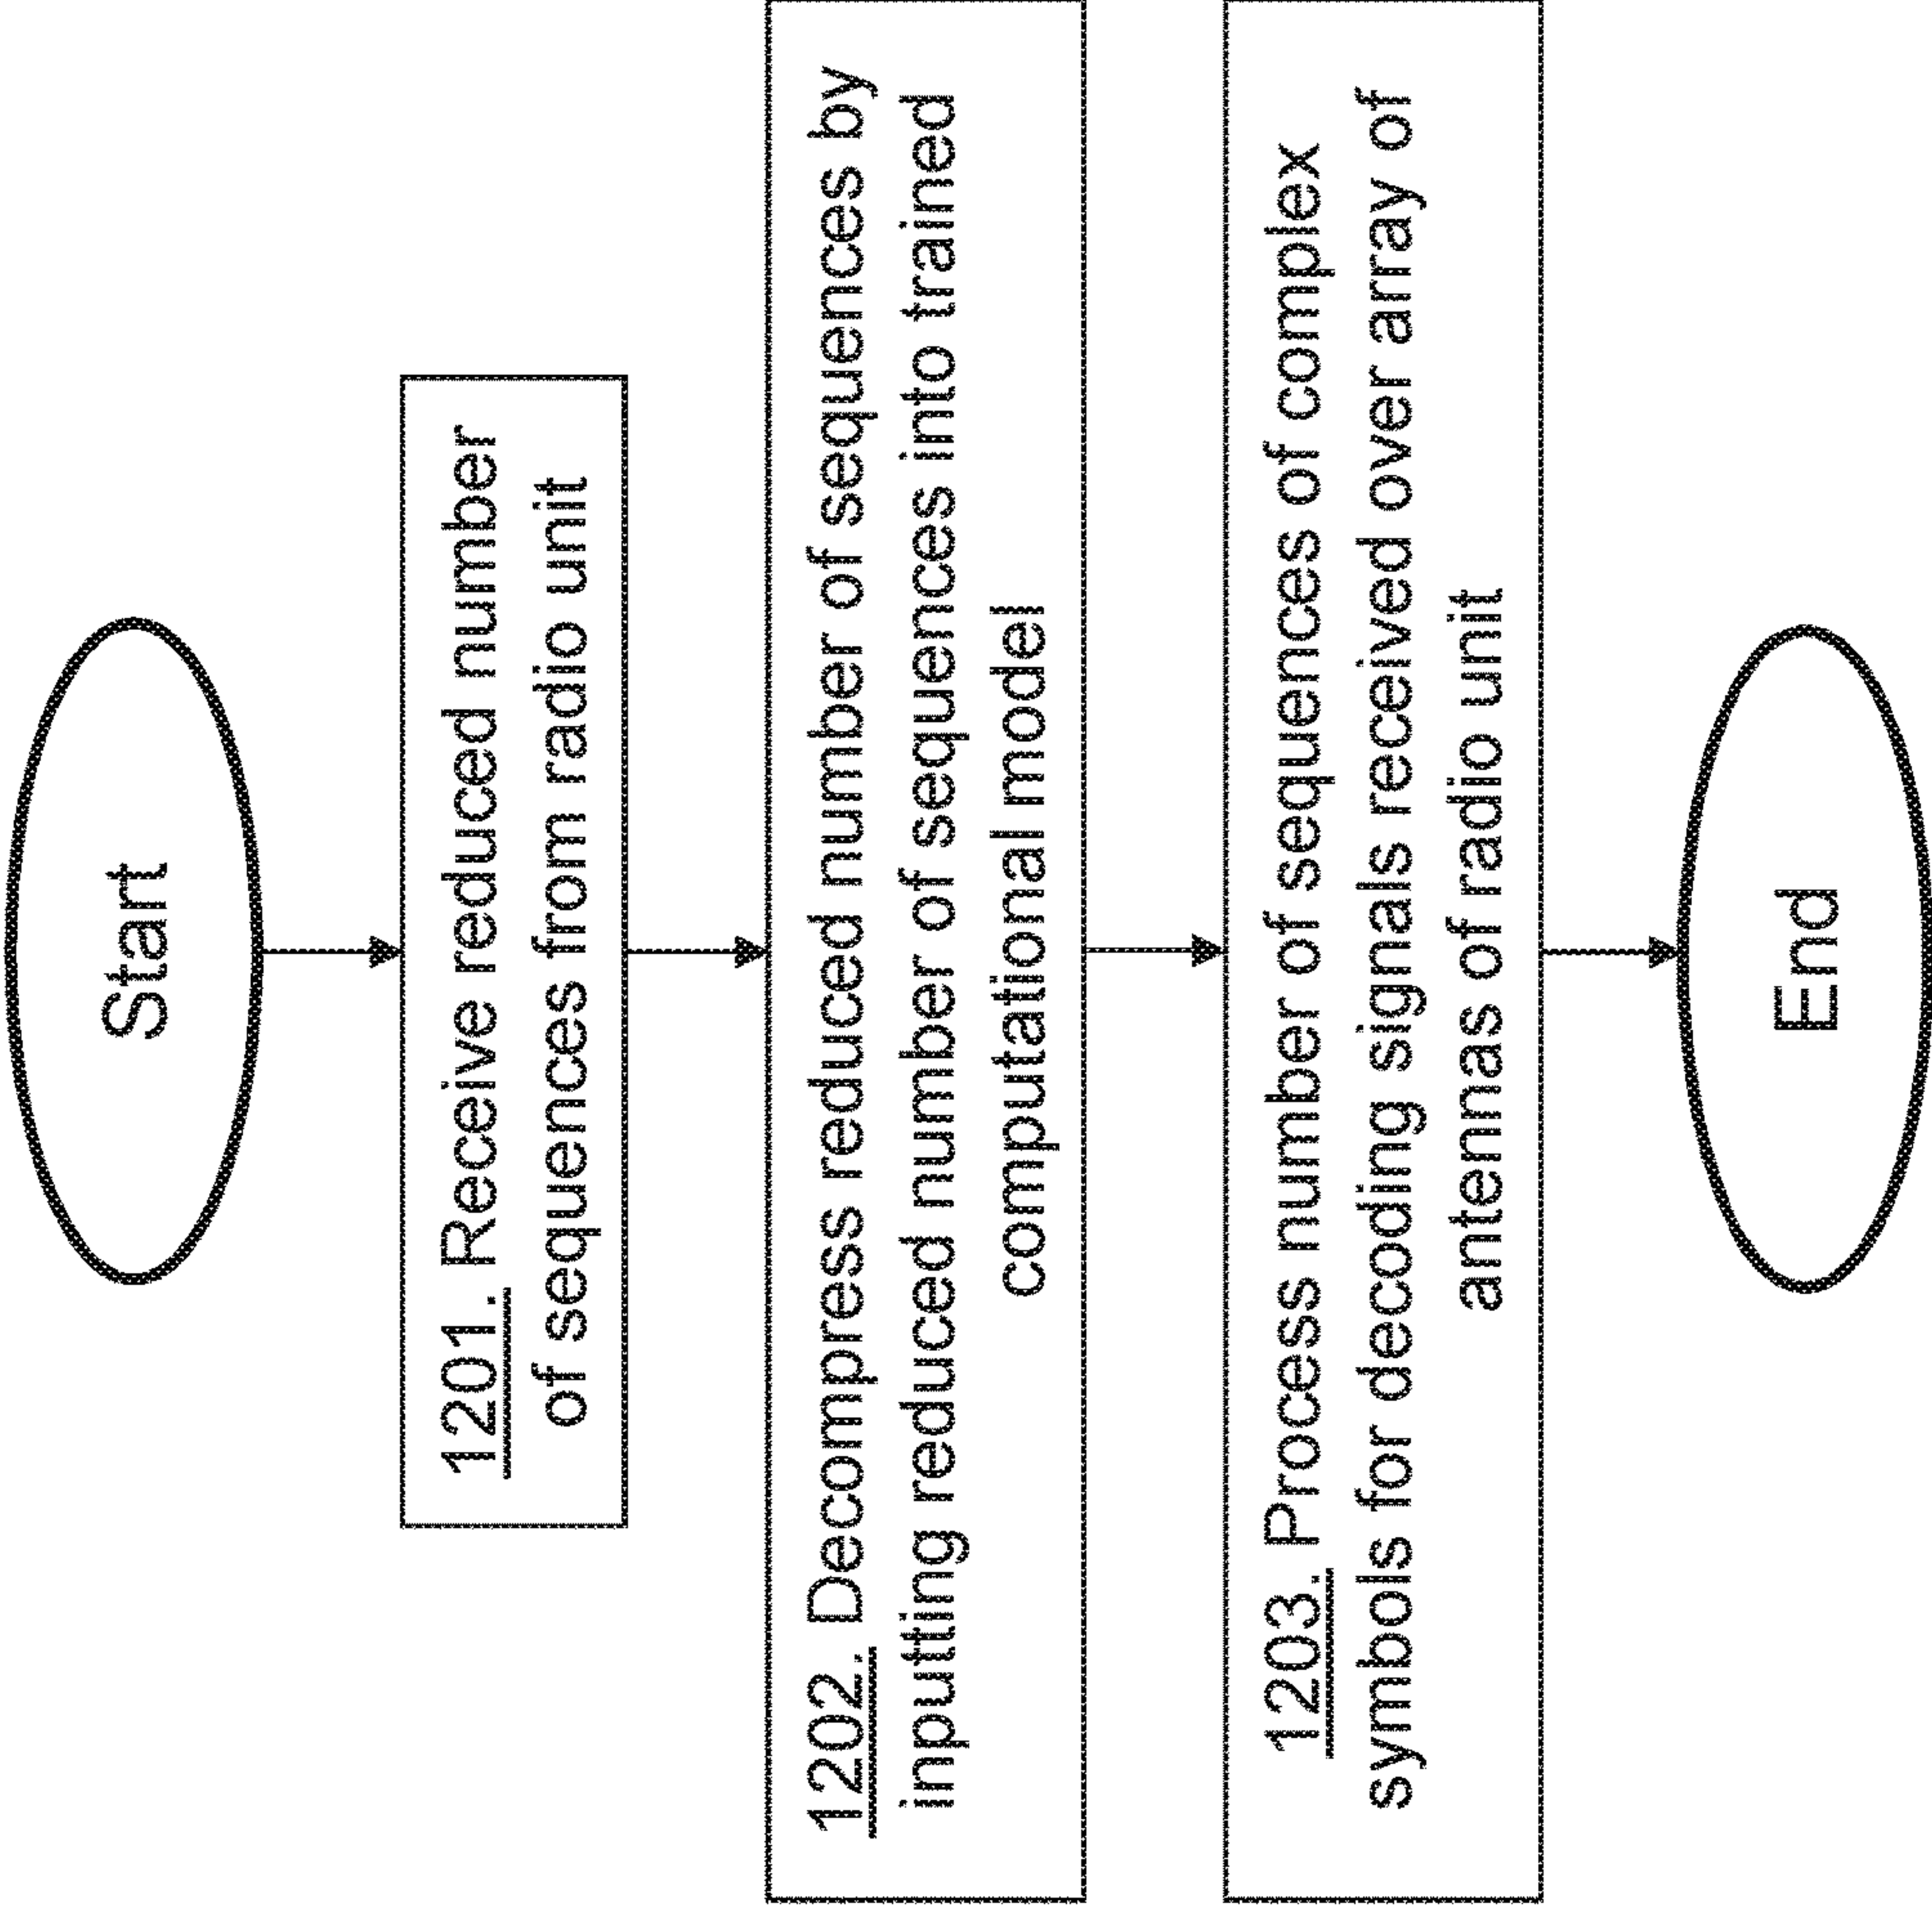 Start
1201. Receive reduced number
of sequences from radio unit
1202. Decompress reduced number of sequences by
inputting reduced number of sequences into trained
computational model
1203. Process number of sequences of complex
symbols for decoding signals received over array of
antennas of radio unit
End